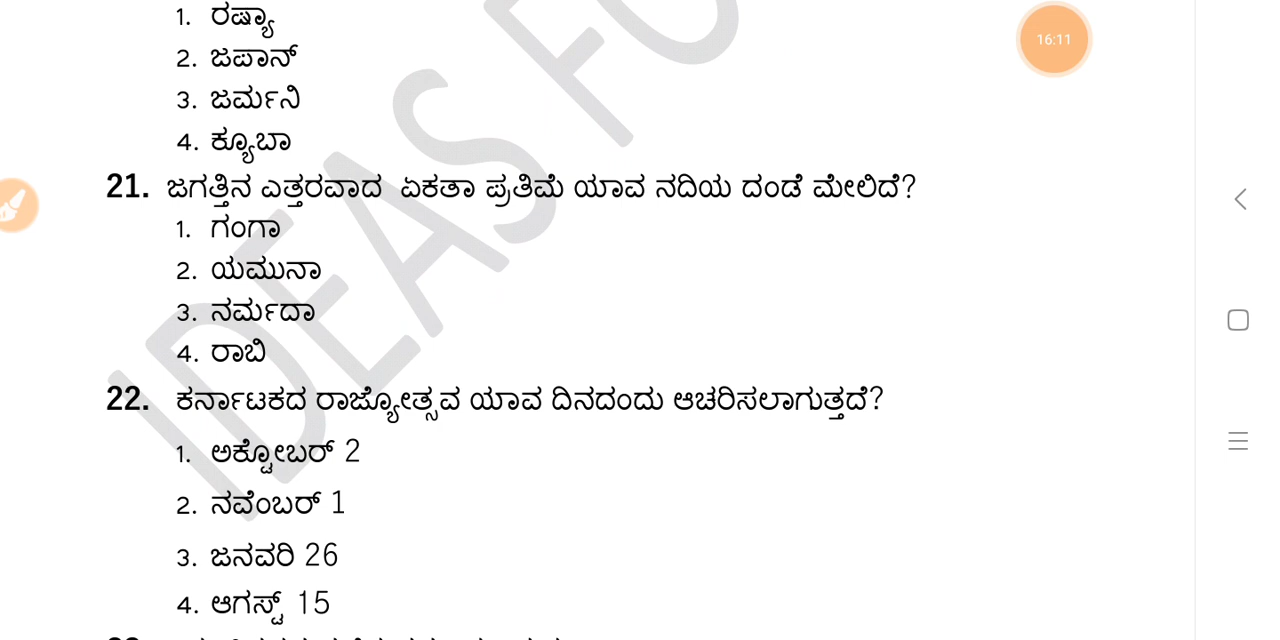 1. ರಷ್ಯಾ
16:11
2. ಜಪಾನ್
3. ಜರ್ಮನಿ
4. ಕ್ಯೂಬಾ
21. ಜಗತ್ತಿನ ಎತ್ತರವಾದ ಏಕತಾ ಪ್ರತಿಮೆ ಯಾವ ನದಿಯ ದಂಡೆ ಮೇಲಿದೆ?
1. ಗಂಗಾ
2. ಯಮುನಾ
3. ನರ್ಮದಾ
4. ರಾಬಿ
22. ಕರ್ನಾಟಕದ ರಾಜ್ಯೋತ್ಸವ ಯಾವ ದಿನದಂದು ಆಚರಿಸಲಾಗುತ್ತದೆ?
1. ಅಕ್ಟೋಬರ್ 2
2. ನವೆಂಬರ್ 1
3. ಜನವರಿ 26
4. ಆಗಸ್ಟ್ 15
IDEAS FO